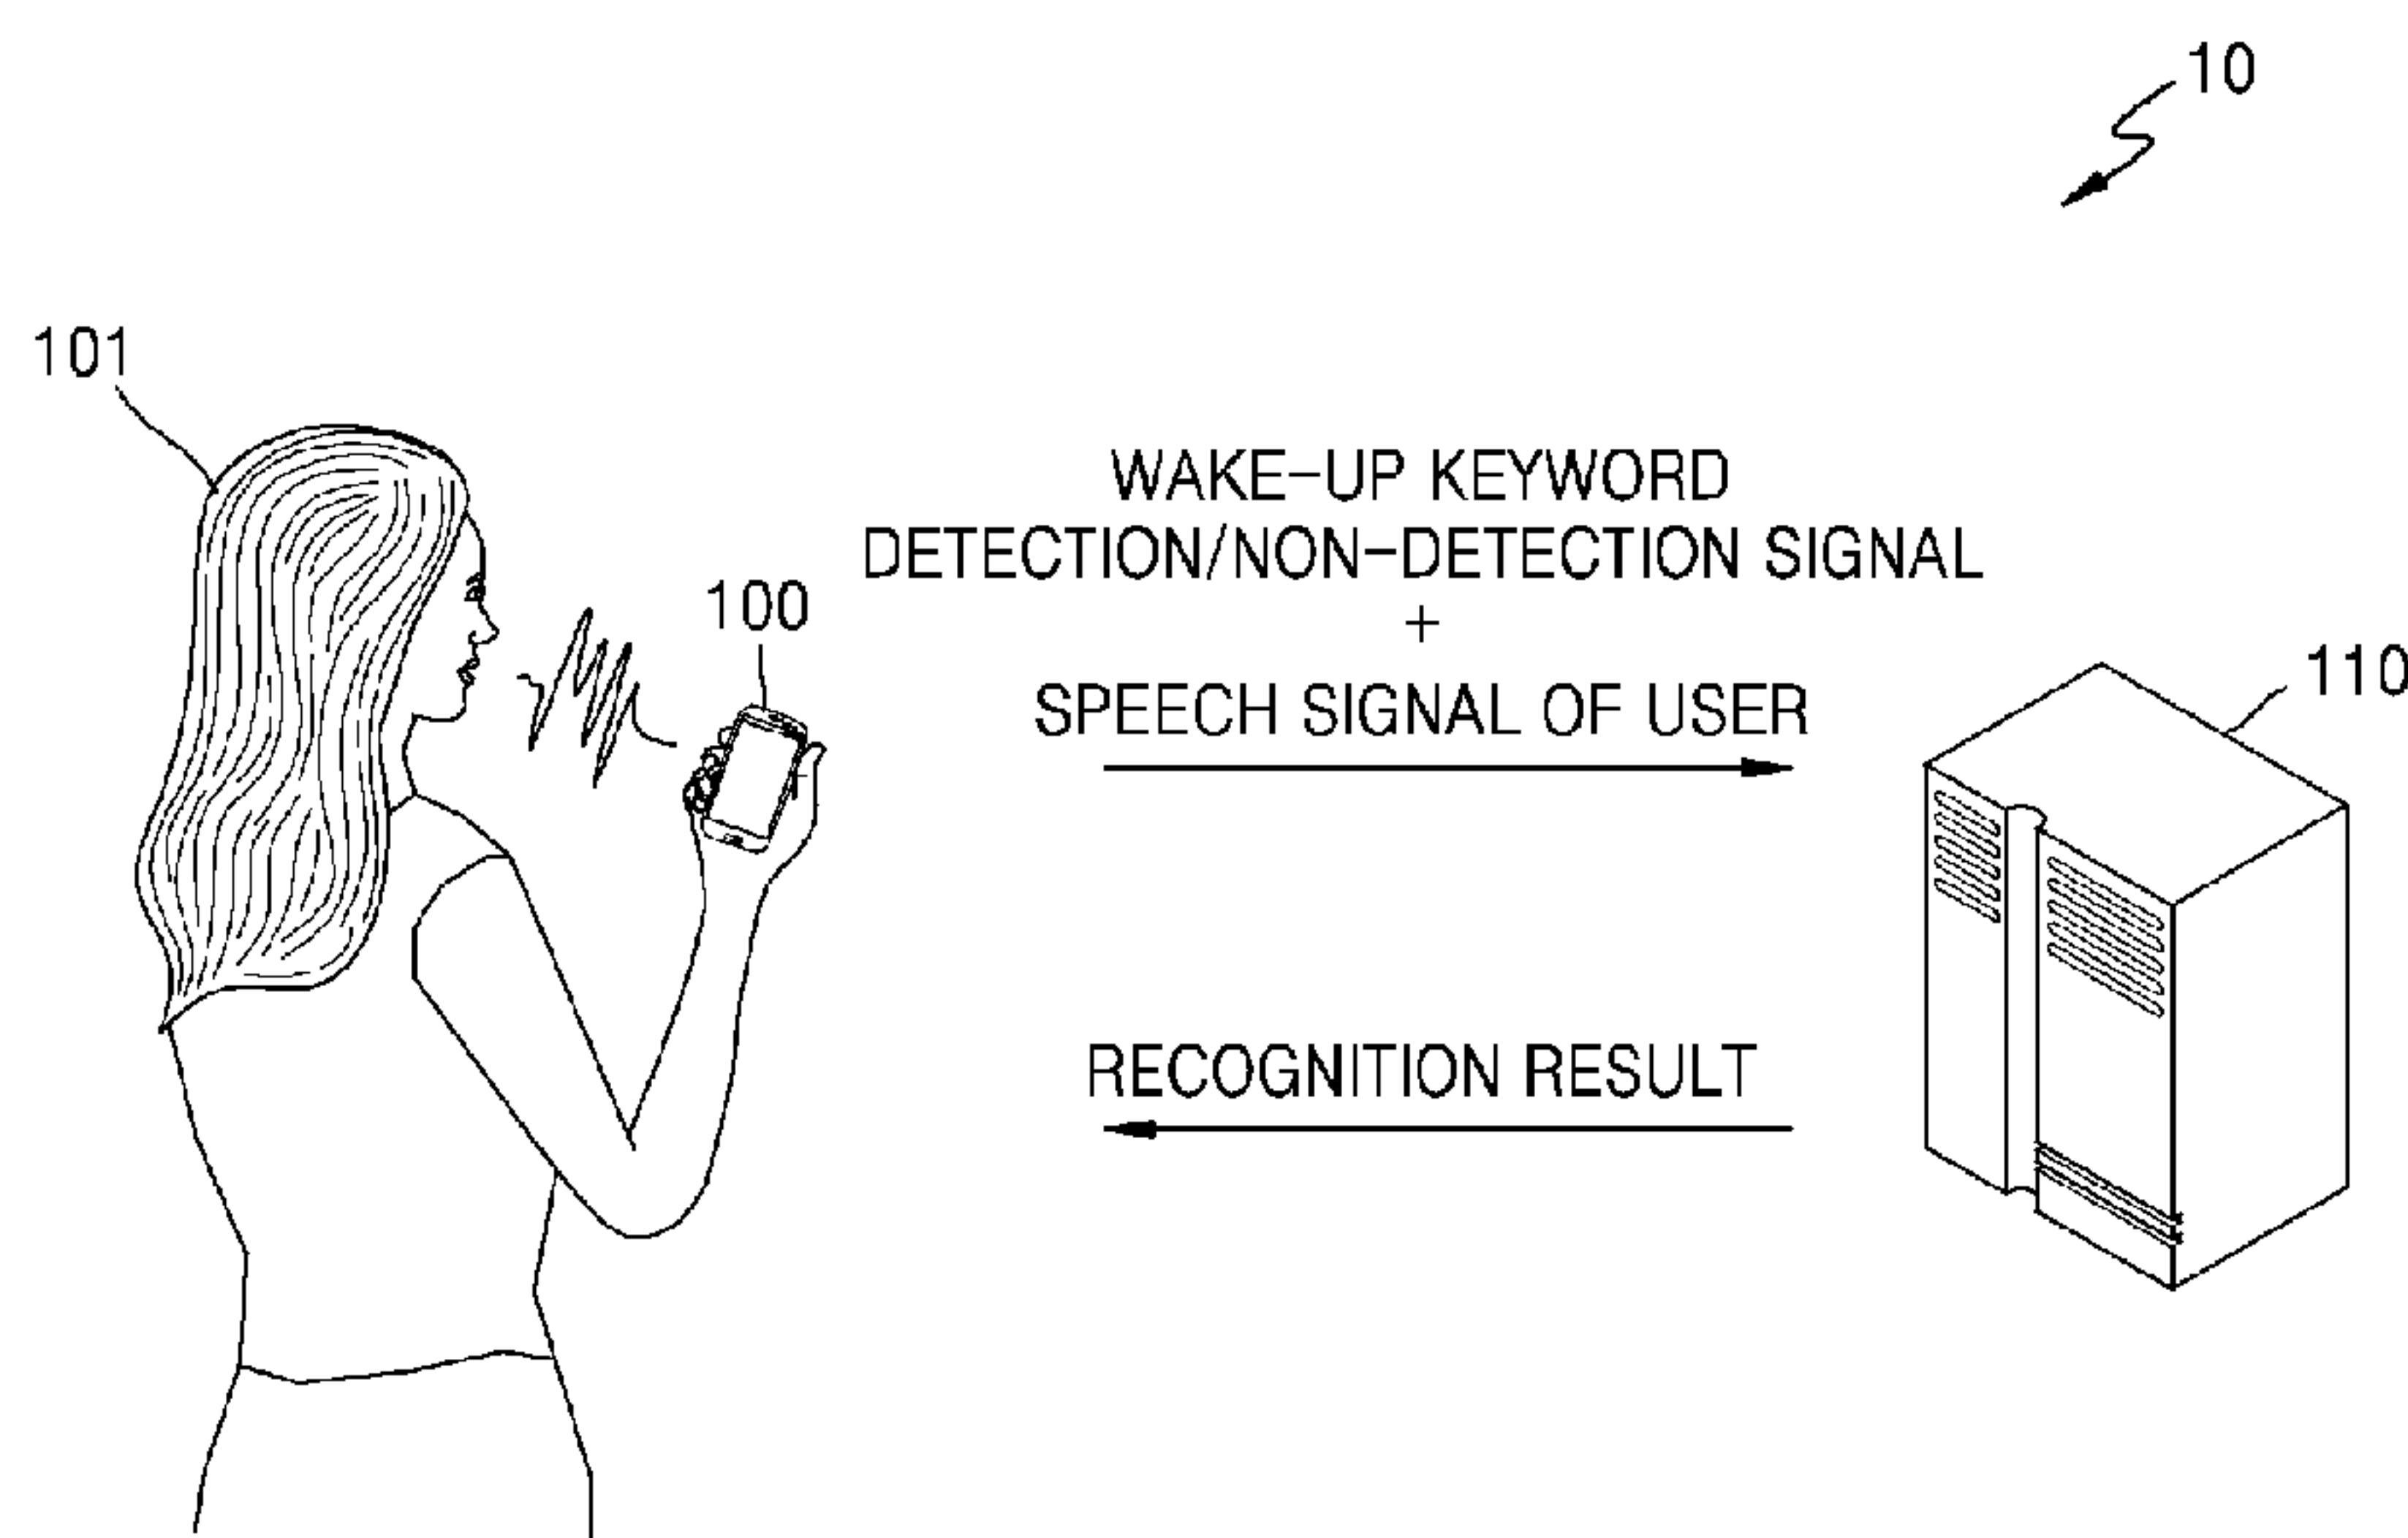 10
101
WAKE-UP KEYWORD
DETECTION/NON-DETECTION SIGNAL
+
SPEECH SIGNAL OF USER
100
110
RECOGNITION RESULT